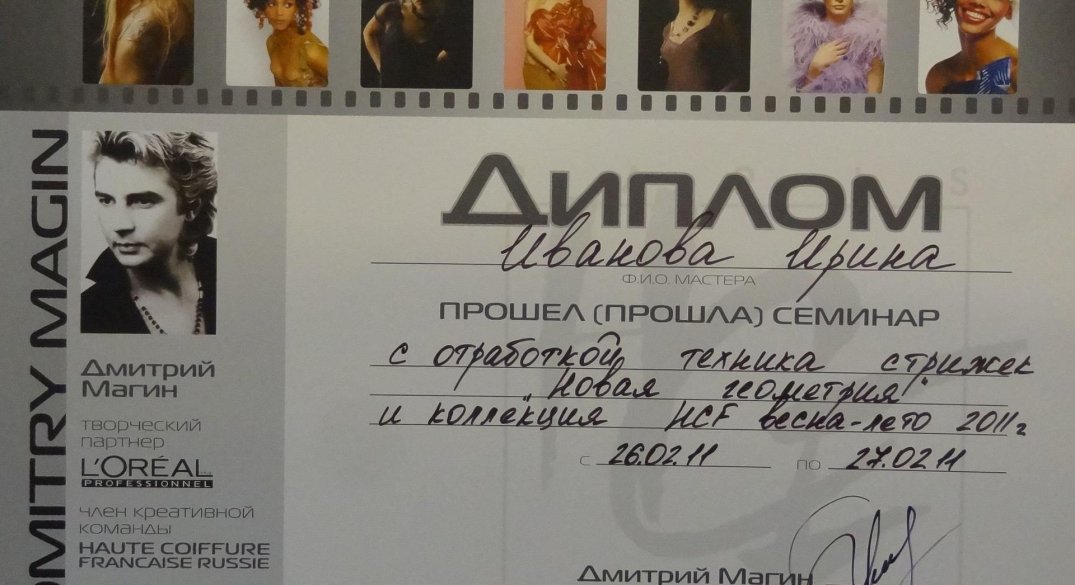 DMITRY MAGIN
Диплом
Иванова Ирина
Ф.И.О. МАСТЕРА
ПРОШЕЛ (ПРОШЛА) СЕМИНАР
с отработкой техника стрижек
"Новая геометрия"
и коллекция HCF весна-лето 2011г
с 26.02.11 по 27.02.11
Дмитрий
Магин
творческий
партнер
L'ORÉAL
PROFESSIONNEL
член креативной
команды
HAUTE COIFFURE
FRANCAISE RUSSIE
Дмитрий Магин